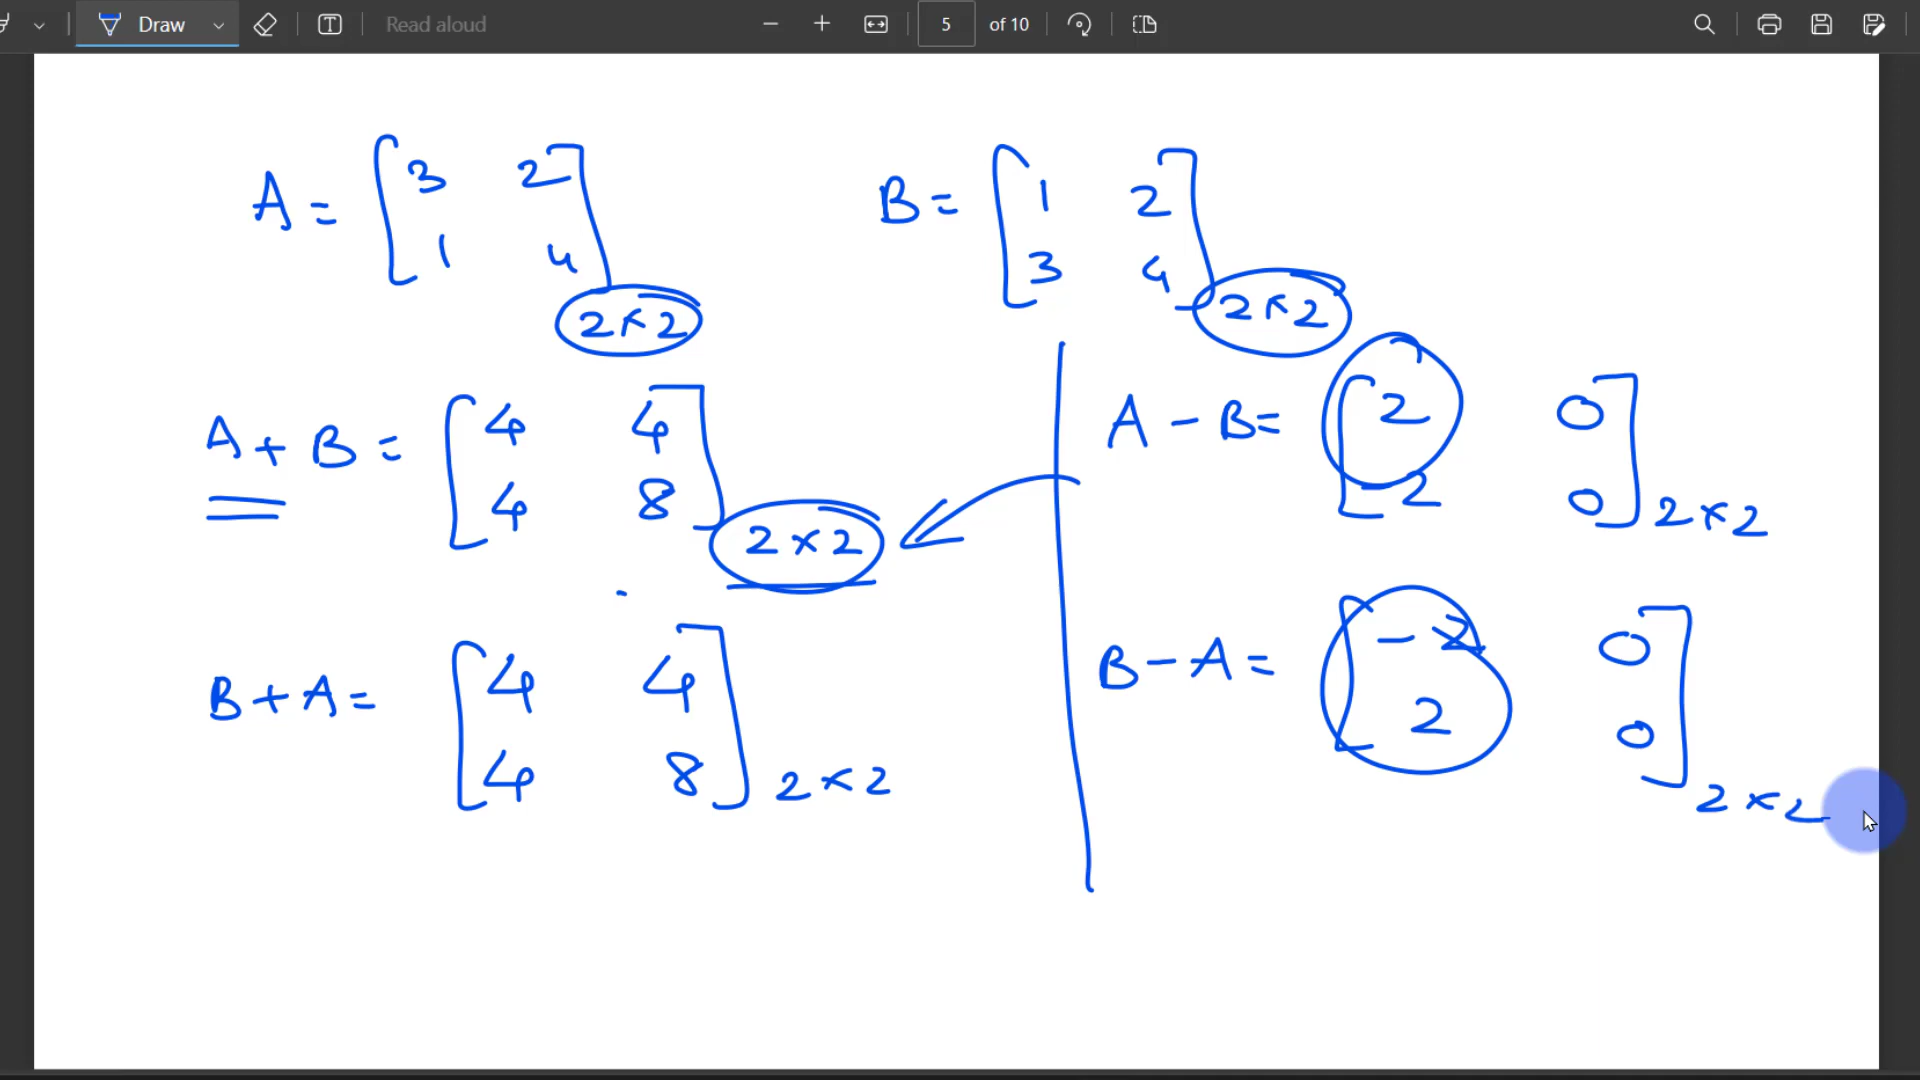 Draw Read aloud 5 of 10
A = [3 2
1 4] 2×2
B = [1 2
3 4] 2×2
A + B = [4 4
4 8] 2×2
A - B = [2 0
-2 0] 2×2
B + A = [4 4
4 8] 2×2
B - A = [-2 0
2 0] 2×2